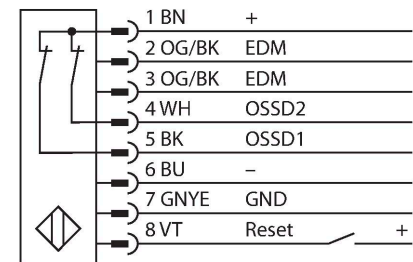 1 BN +
2 OG/BK EDM
3 OG/BK EDM
4 WH OSSD2
5 BK OSSD1
6 BU –
7 GNYE GND
8 VT Reset +